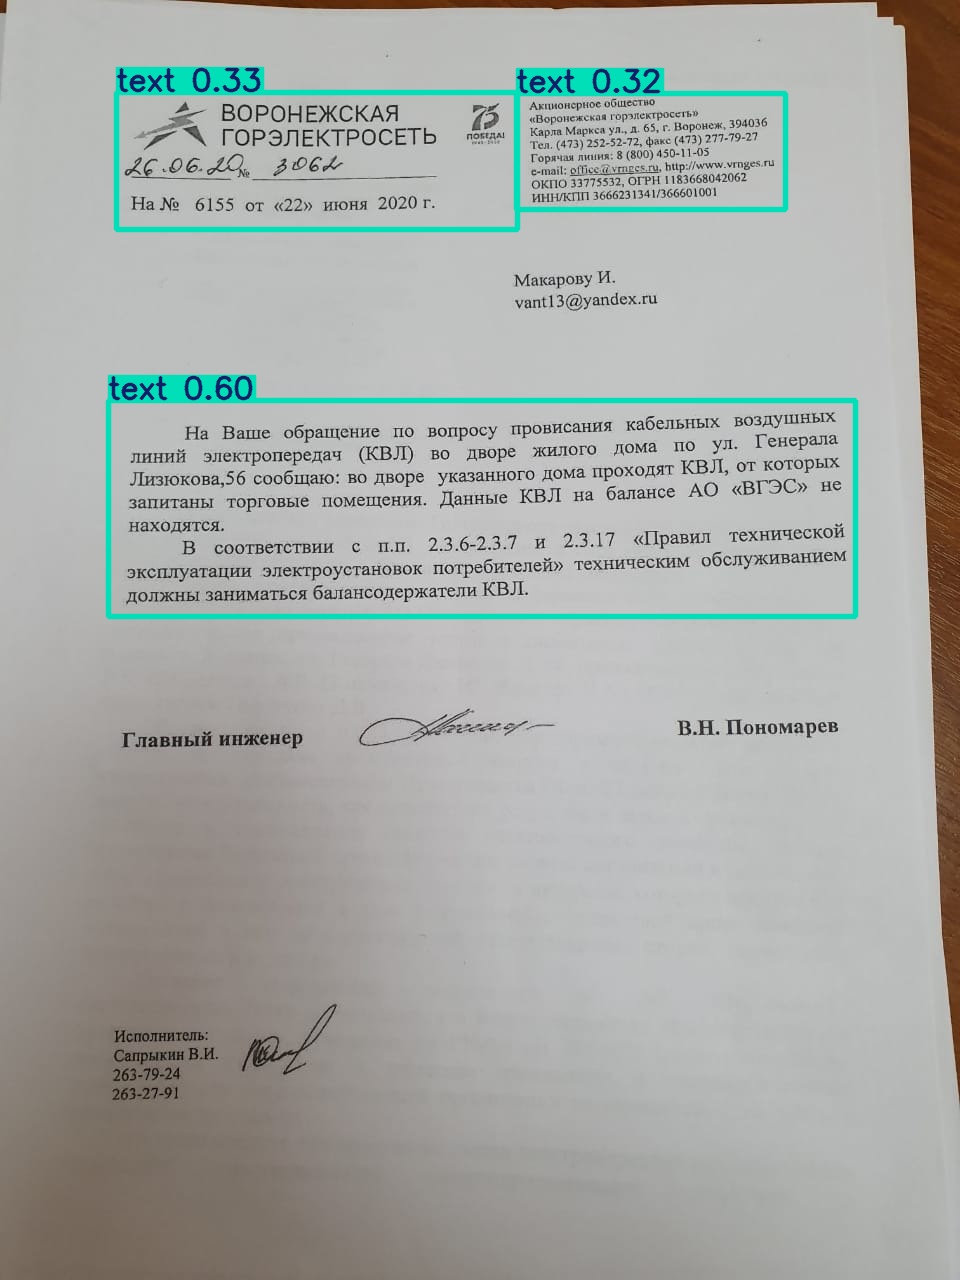 text 0.33
ВОРОНЕЖСКАЯ
ГОРЭЛЕКТРОСЕТЬ
75
ПОБЕДА!
1945-2020
26.06.20 № 3062
На № 6155 от «22» июня 2020 г.
text 0.32
Акционерное общество
«Воронежская горэлектросеть»
Карла Маркса ул., д. 65, г. Воронеж, 394036
Тел. (473) 252-52-72, факс (473) 277-79-27
Горячая линия: 8 (800) 450-11-05
e-mail: office@vrnges.ru, http://www.vrnges.ru
ОКПО 33775532, ОГРН 1183668042062
ИНН/КПП 3666231341/366601001
Макарову И.
vant13@yandex.ru
text 0.60
На Ваше обращение по вопросу провисания кабельных воздушных
линий электропередач (КВЛ) во дворе жилого дома по ул. Генерала
Лизюкова,56 сообщаю: во дворе указанного дома проходят КВЛ, от которых
запитаны торговые помещения. Данные КВЛ на балансе АО «ВГЭС» не
находятся.
В соответствии с п.п. 2.3.6-2.3.7 и 2.3.17 «Правил технической
эксплуатации электроустановок потребителей» техническим обслуживанием
должны заниматься балансодержатели КВЛ.
Главный инженер В.Н. Пономарев
Исполнитель:
Сапрыкин В.И.
263-79-24
263-27-91